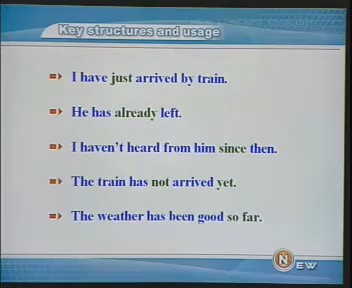 Key structures and usage
I have just arrived by train.
He has already left.
I haven't heard from him since then.
The train has not arrived yet.
The weather has been good so far.
N EW